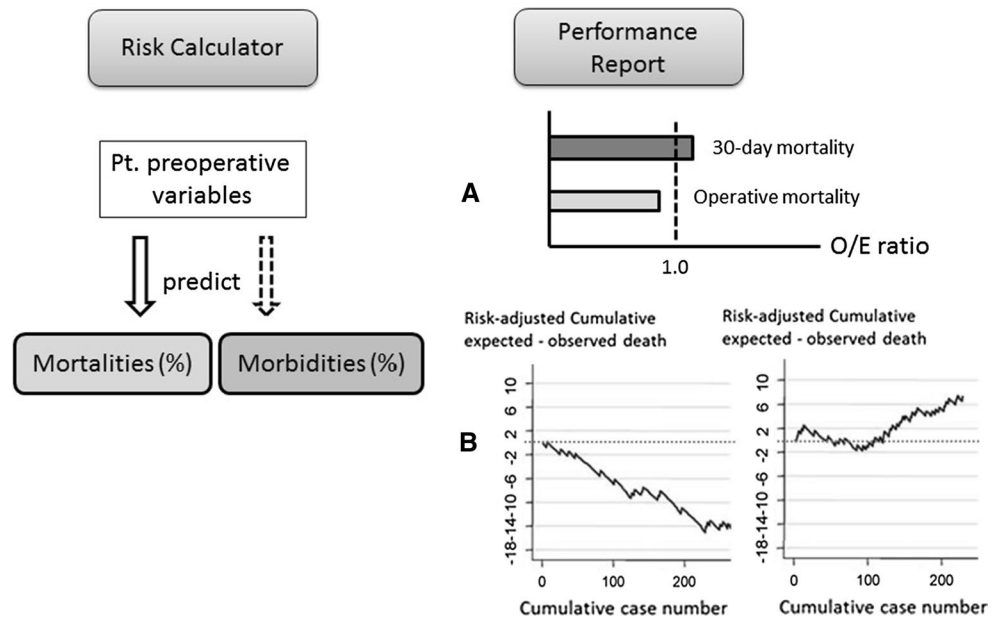 Risk Calculator
Pt. preoperative
variables
predict
Mortalities (%)
Morbidities (%)
Performance
Report
A
30-day mortality
Operative mortality
O/E ratio
1.0
B
Risk-adjusted Cumulative
expected - observed death
10
6
2
-2
-6
-10
-14
-18
0
100
200
Cumulative case number
Risk-adjusted Cumulative
expected - observed death
10
6
2
-2
-6
-10
-14
-18
0
100
200
Cumulative case number